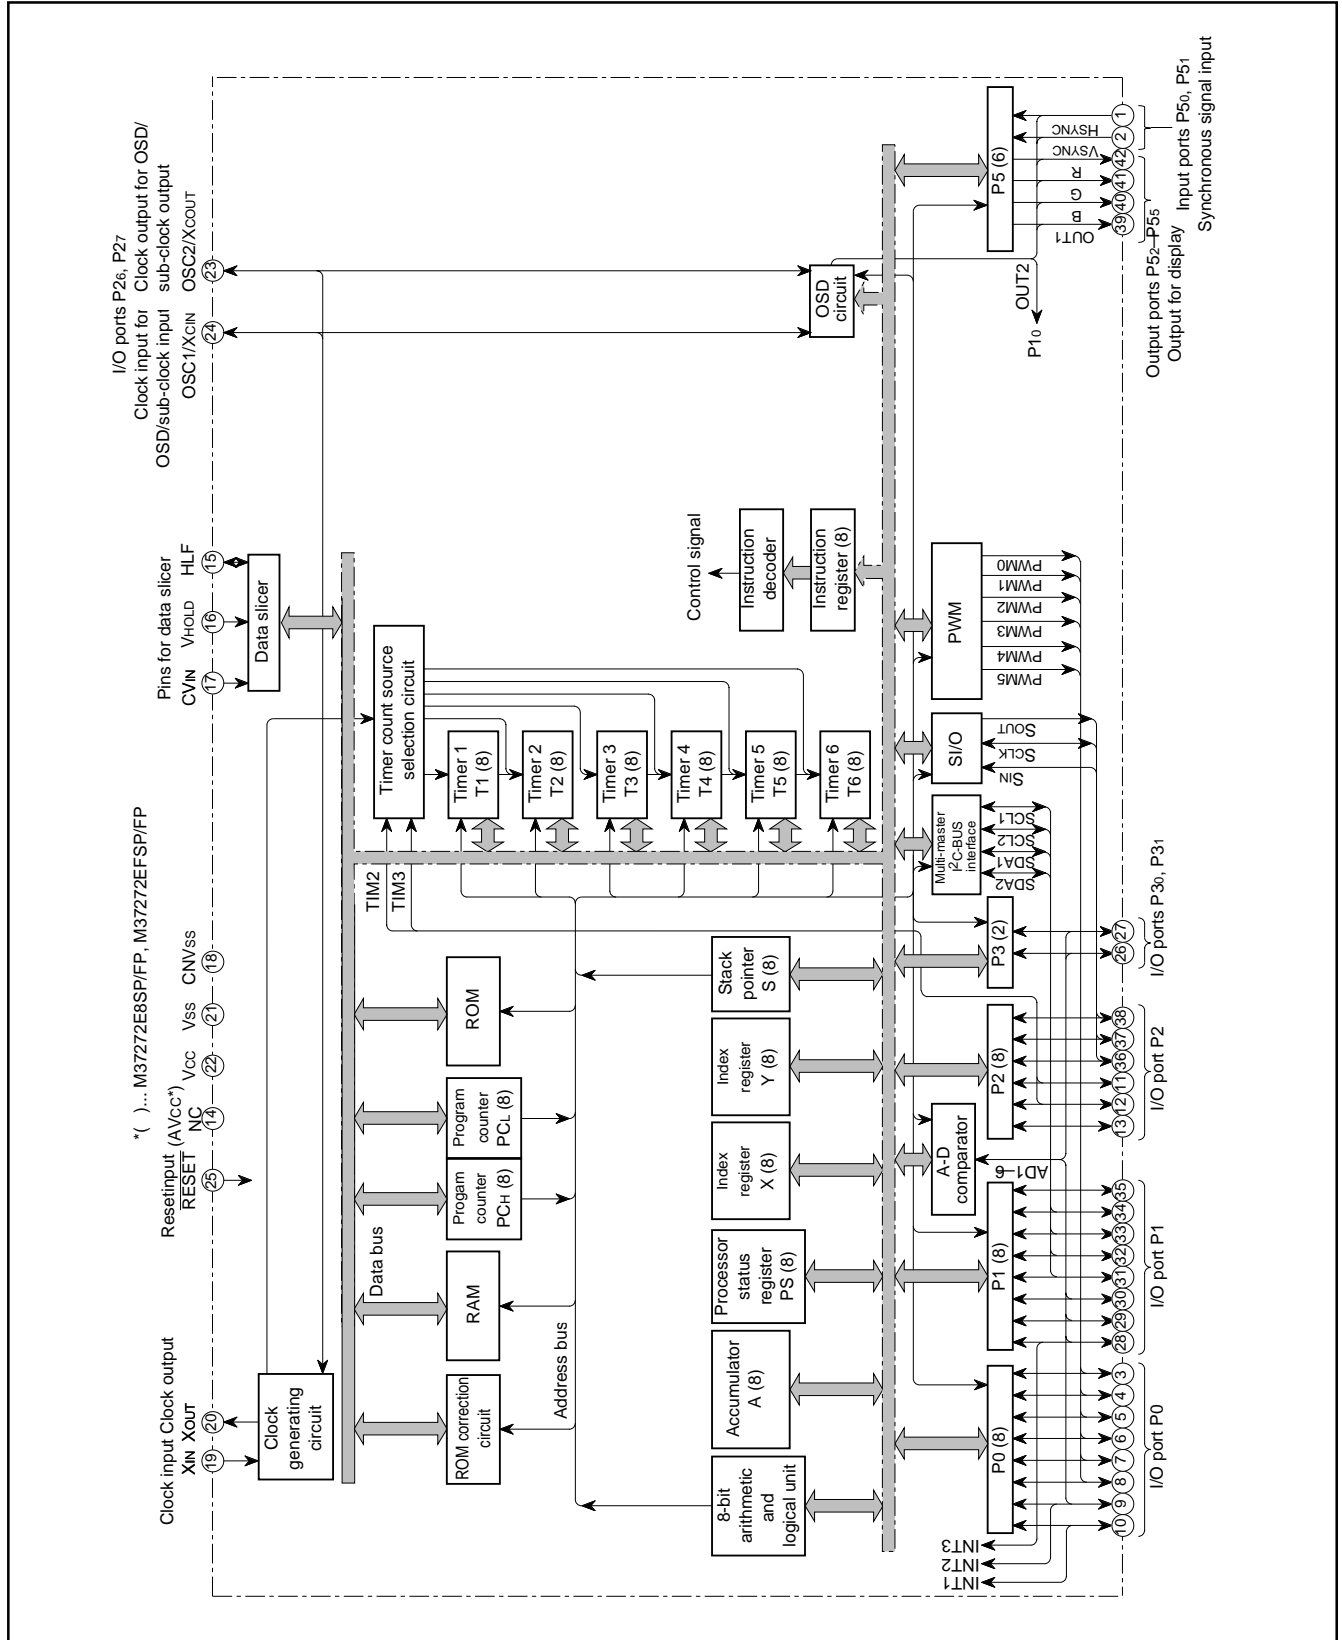 Clock input
Clock output
XIN
XOUT
19
20
Resetinput
RESET
25
(AVcc*)
NC
14
VCC
22
VSS
21
CNVSS
18
*( )... M37272E8SP/FP, M37272EFSP/FP
Pins for data slicer
CVIN
VHOLD
HLF
17
16
15
I/O ports P26, P27
Clock input for
OSD/sub-clock input
OSC1/XCIN
24
Clock output for OSD/
sub-clock output
OSC2/XCOUT
23
Clock
generating
circuit
Data slicer
Data bus
ROM correction
circuit
RAM
Progam
counter
PCH (8)
Program
counter
PCL (8)
ROM
TIM2
TIM3
Timer count source
selection circuit
Timer 1
T1 (8)
Timer 2
T2 (8)
Timer 3
T3 (8)
Timer 4
T4 (8)
Timer 5
T5 (8)
Timer 6
T6 (8)
Address bus
8-bit
arithmetic
and
logical unit
Accumulator
A (8)
Processor
status
register
PS (8)
Index
register
X (8)
Index
register
Y (8)
Stack
pointer
S (8)
Control signal
Instruction
decoder
Instruction
register (8)
OSD
circuit
P0 (8)
P1 (8)
A-D
comparator
P2 (8)
P3 (2)
Multi-master
I2C-BUS
interface
SI/O
PWM
P5 (6)
INT1
INT2
INT3
AD1-6
SDA2
SDA1
SCL2
SCL1
SIN
SCLK
SOUT
PWM5
PWM4
PWM3
PWM2
PWM1
PWM0
OUT2
P10
OUT1
B
G
R
VSYNC
HSYNC
10
9
8
7
6
5
4
3
I/O port P0
28
29
30
31
32
33
34
35
I/O port P1
13
12
11
36
37
38
I/O port P2
26
27
I/O ports P30, P31
39
40
41
42
2
1
Output ports P52–P55
Output for display
Input ports P50, P51
Synchronous signal input